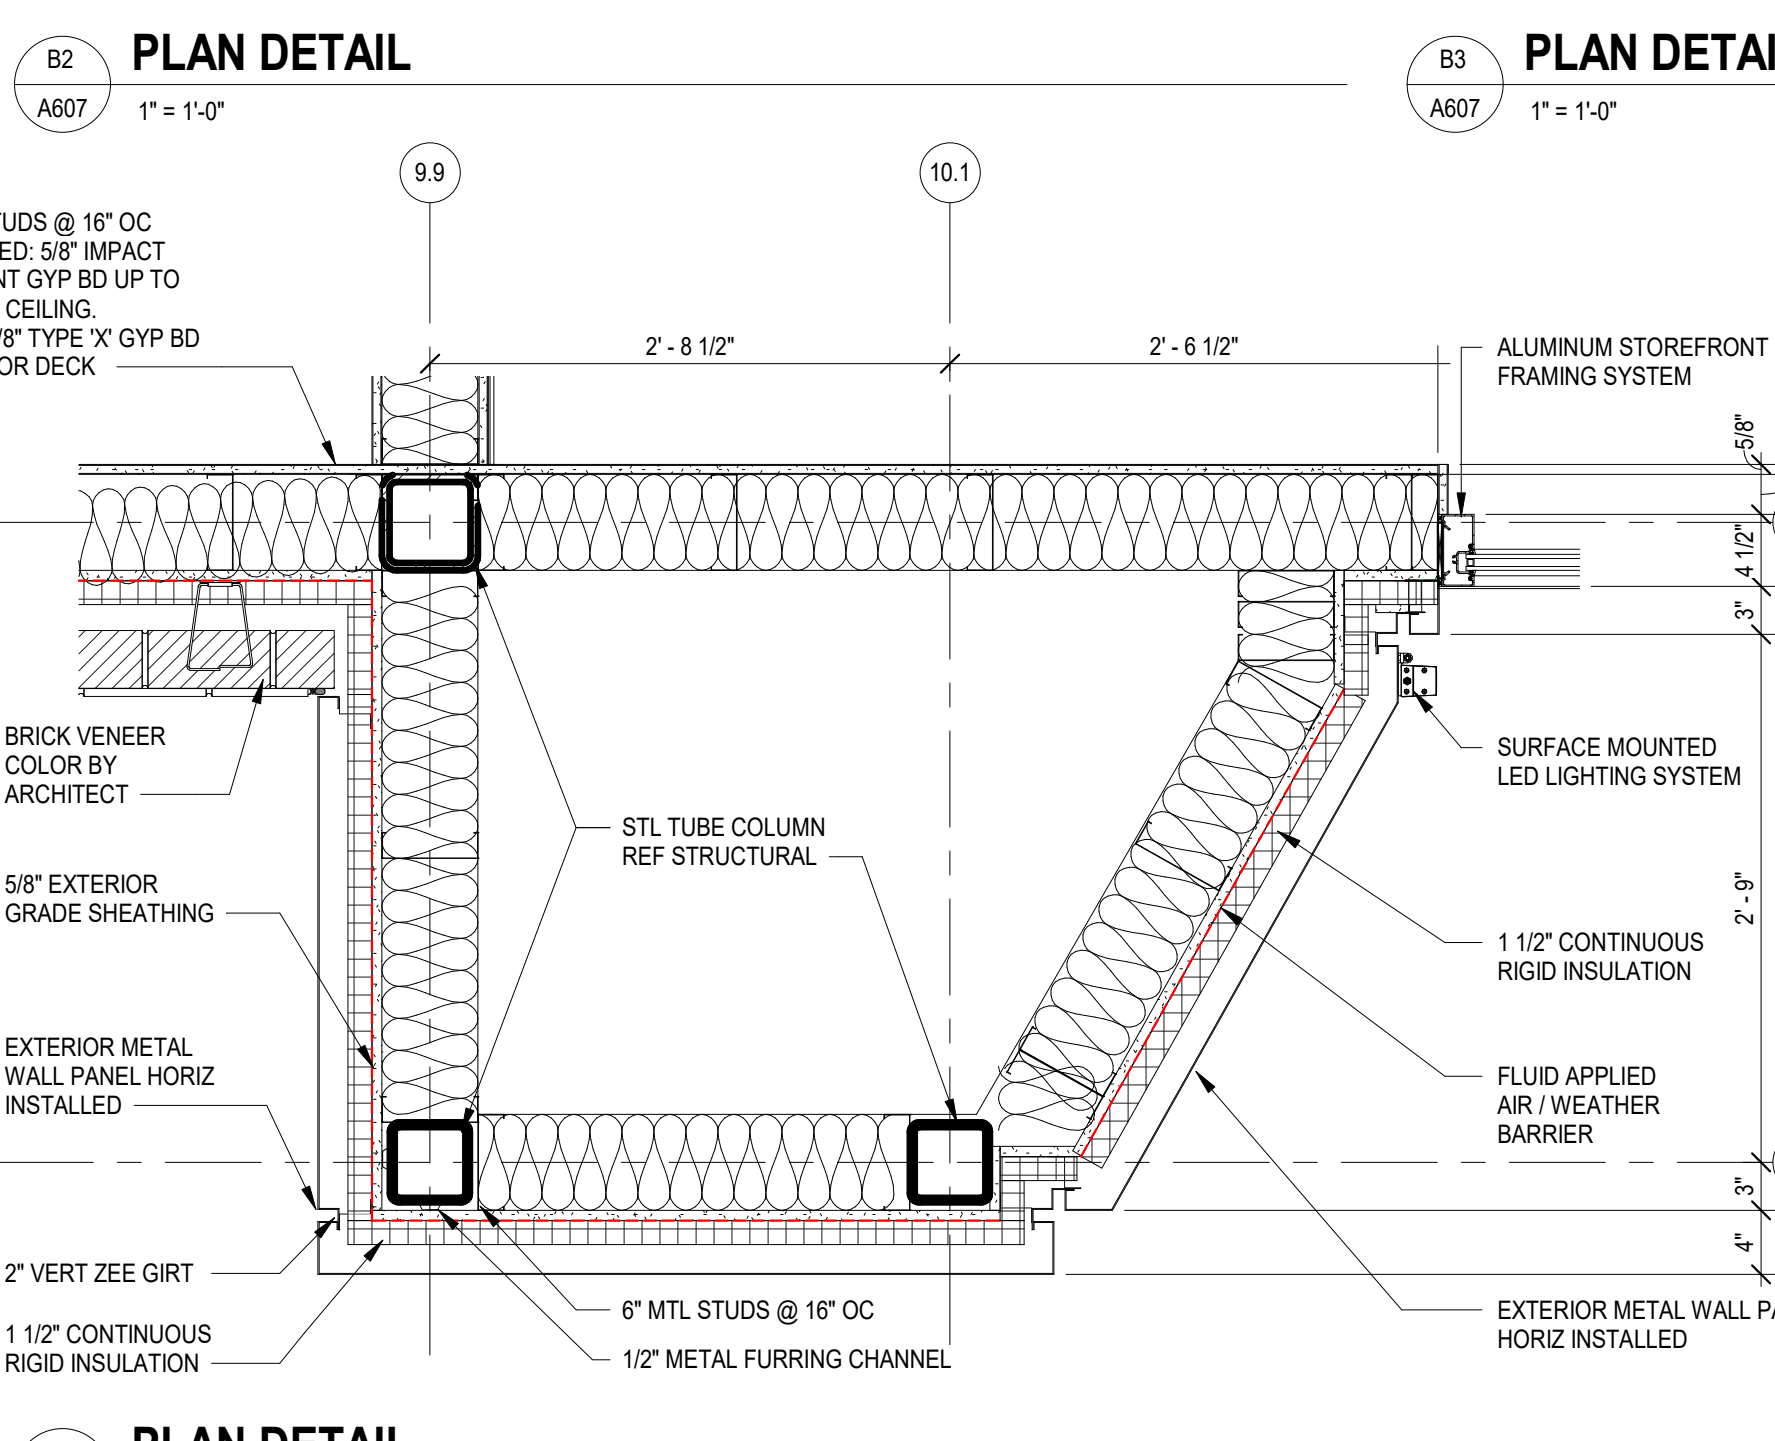 B2
PLAN DETAIL
A607
1" = 1'-0"
B3
PLAN DETAI
A607
1" = 1'-0"
9.9
10.1
TUDS @ 16" OC
ED: 5/8" IMPACT
NT GYP BD UP TO
CEILING.
/8" TYPE 'X' GYP BD
OR DECK
2' - 8 1/2"
2' - 6 1/2"
ALUMINUM STOREFRONT
FRAMING SYSTEM
5/8"
4 1/2"
3"
BRICK VENEER
COLOR BY
ARCHITECT
SURFACE MOUNTED
LED LIGHTING SYSTEM
STL TUBE COLUMN
REF STRUCTURAL
5/8" EXTERIOR
GRADE SHEATHING
2' - 9"
1 1/2" CONTINUOUS
RIGID INSULATION
EXTERIOR METAL
WALL PANEL HORIZ
INSTALLED
FLUID APPLIED
AIR / WEATHER
BARRIER
3"
4"
2" VERT ZEE GIRT
6" MTL STUDS @ 16" OC
EXTERIOR METAL WALL PA
HORIZ INSTALLED
1 1/2" CONTINUOUS
RIGID INSULATION
1/2" METAL FURRING CHANNEL
PLAN DETAIL